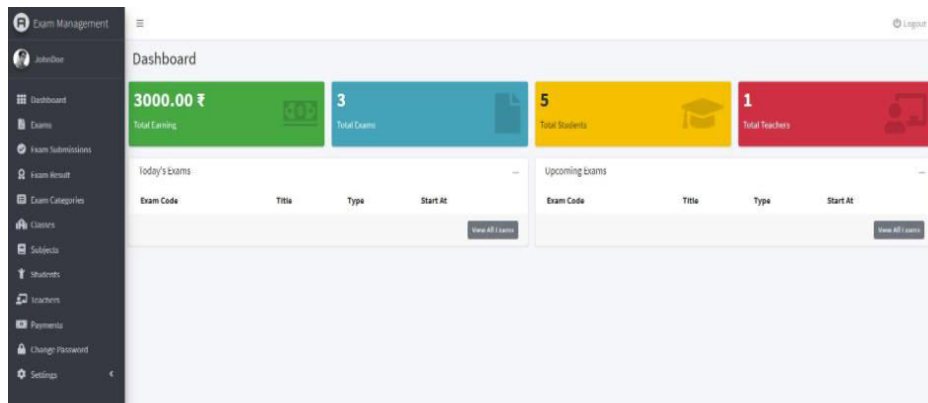 Exam Management
Logout
JohnDoe
Dashboard
Dashboard
Exams
Exam Submissions
Exam Result
Exam Categories
Classes
Subjects
Students
Teachers
Payments
Change Password
Settings
3000.00 ₹
Total Earning
3
Total Exams
5
Total Students
1
Total Teachers
Today's Exams
Exam Code Title Type Start At
View All Exams
Upcoming Exams
Exam Code Title Type Start At
View All Exams